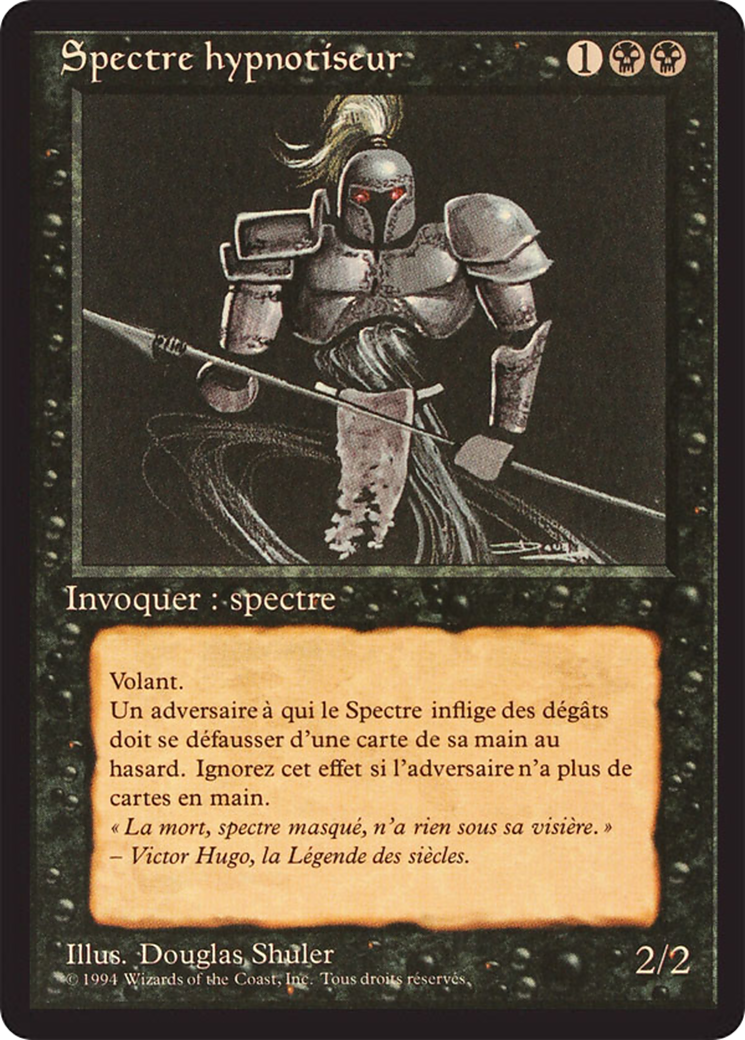 Spectre hypnotiseur 1
Invoquer : spectre
Volant.
Un adversaire à qui le Spectre inflige des dégâts
doit se défausser d'une carte de sa main au
hasard. Ignorez cet effet si l'adversaire n'a plus de
cartes en main.
« La mort, spectre masqué, n'a rien sous sa visière. »
– Victor Hugo, la Légende des siècles.
Illus. Douglas Shuler
2/2
© 1994 Wizards of the Coast, Inc. Tous droits réservés.